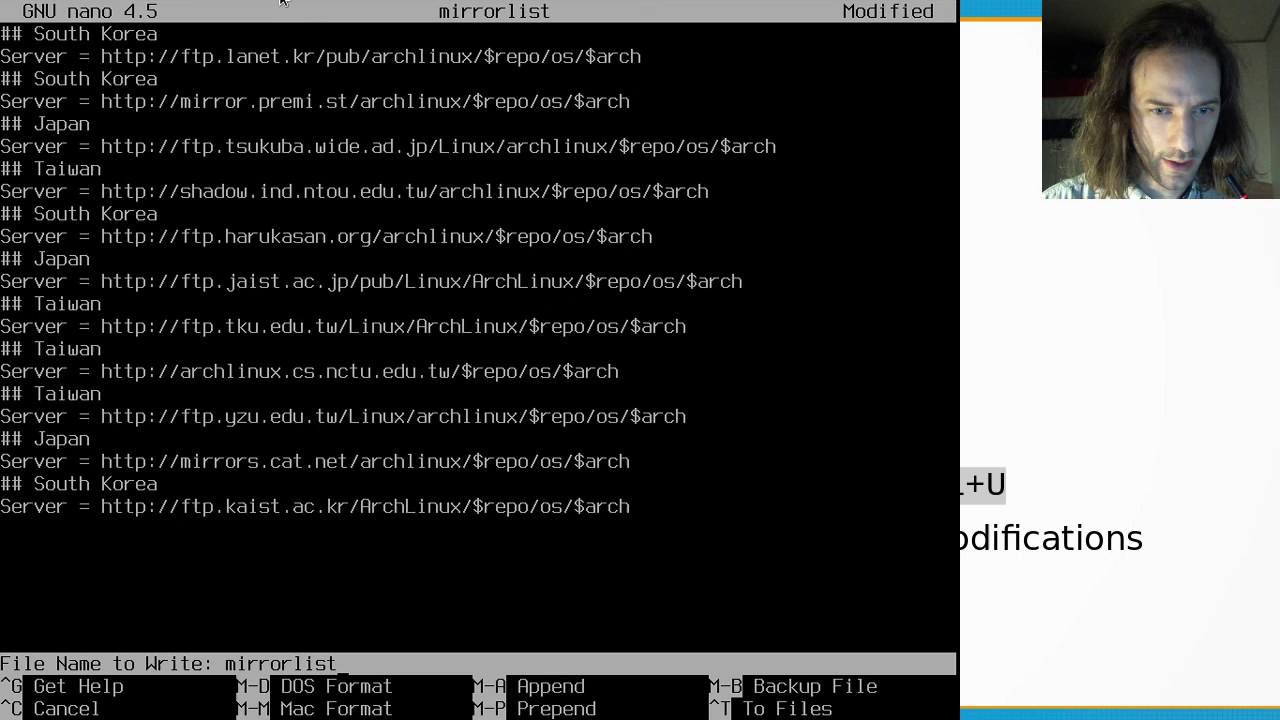 GNU nano 4.5 mirrorlist Modified
## South Korea
Server = http://ftp.lanet.kr/pub/archlinux/$repo/os/$arch
## South Korea
Server = http://mirror.premi.st/archlinux/$repo/os/$arch
## Japan
Server = http://ftp.tsukuba.wide.ad.jp/Linux/archlinux/$repo/os/$arch
## Taiwan
Server = http://shadow.ind.ntou.edu.tw/archlinux/$repo/os/$arch
## South Korea
Server = http://ftp.harukasan.org/archlinux/$repo/os/$arch
## Japan
Server = http://ftp.jaist.ac.jp/pub/Linux/ArchLinux/$repo/os/$arch
## Taiwan
Server = http://ftp.tku.edu.tw/Linux/ArchLinux/$repo/os/$arch
## Taiwan
Server = http://archlinux.cs.nctu.edu.tw/$repo/os/$arch
## Taiwan
Server = http://ftp.yzu.edu.tw/Linux/archlinux/$repo/os/$arch
## Japan
Server = http://mirrors.cat.net/archlinux/$repo/os/$arch
## South Korea
Server = http://ftp.kaist.ac.kr/ArchLinux/$repo/os/$arch
+U
odifications
File Name to Write: mirrorlist
^G Get Help M-D DOS Format M-A Append M-B Backup File
^C Cancel M-M Mac Format M-P Prepend ^T To Files